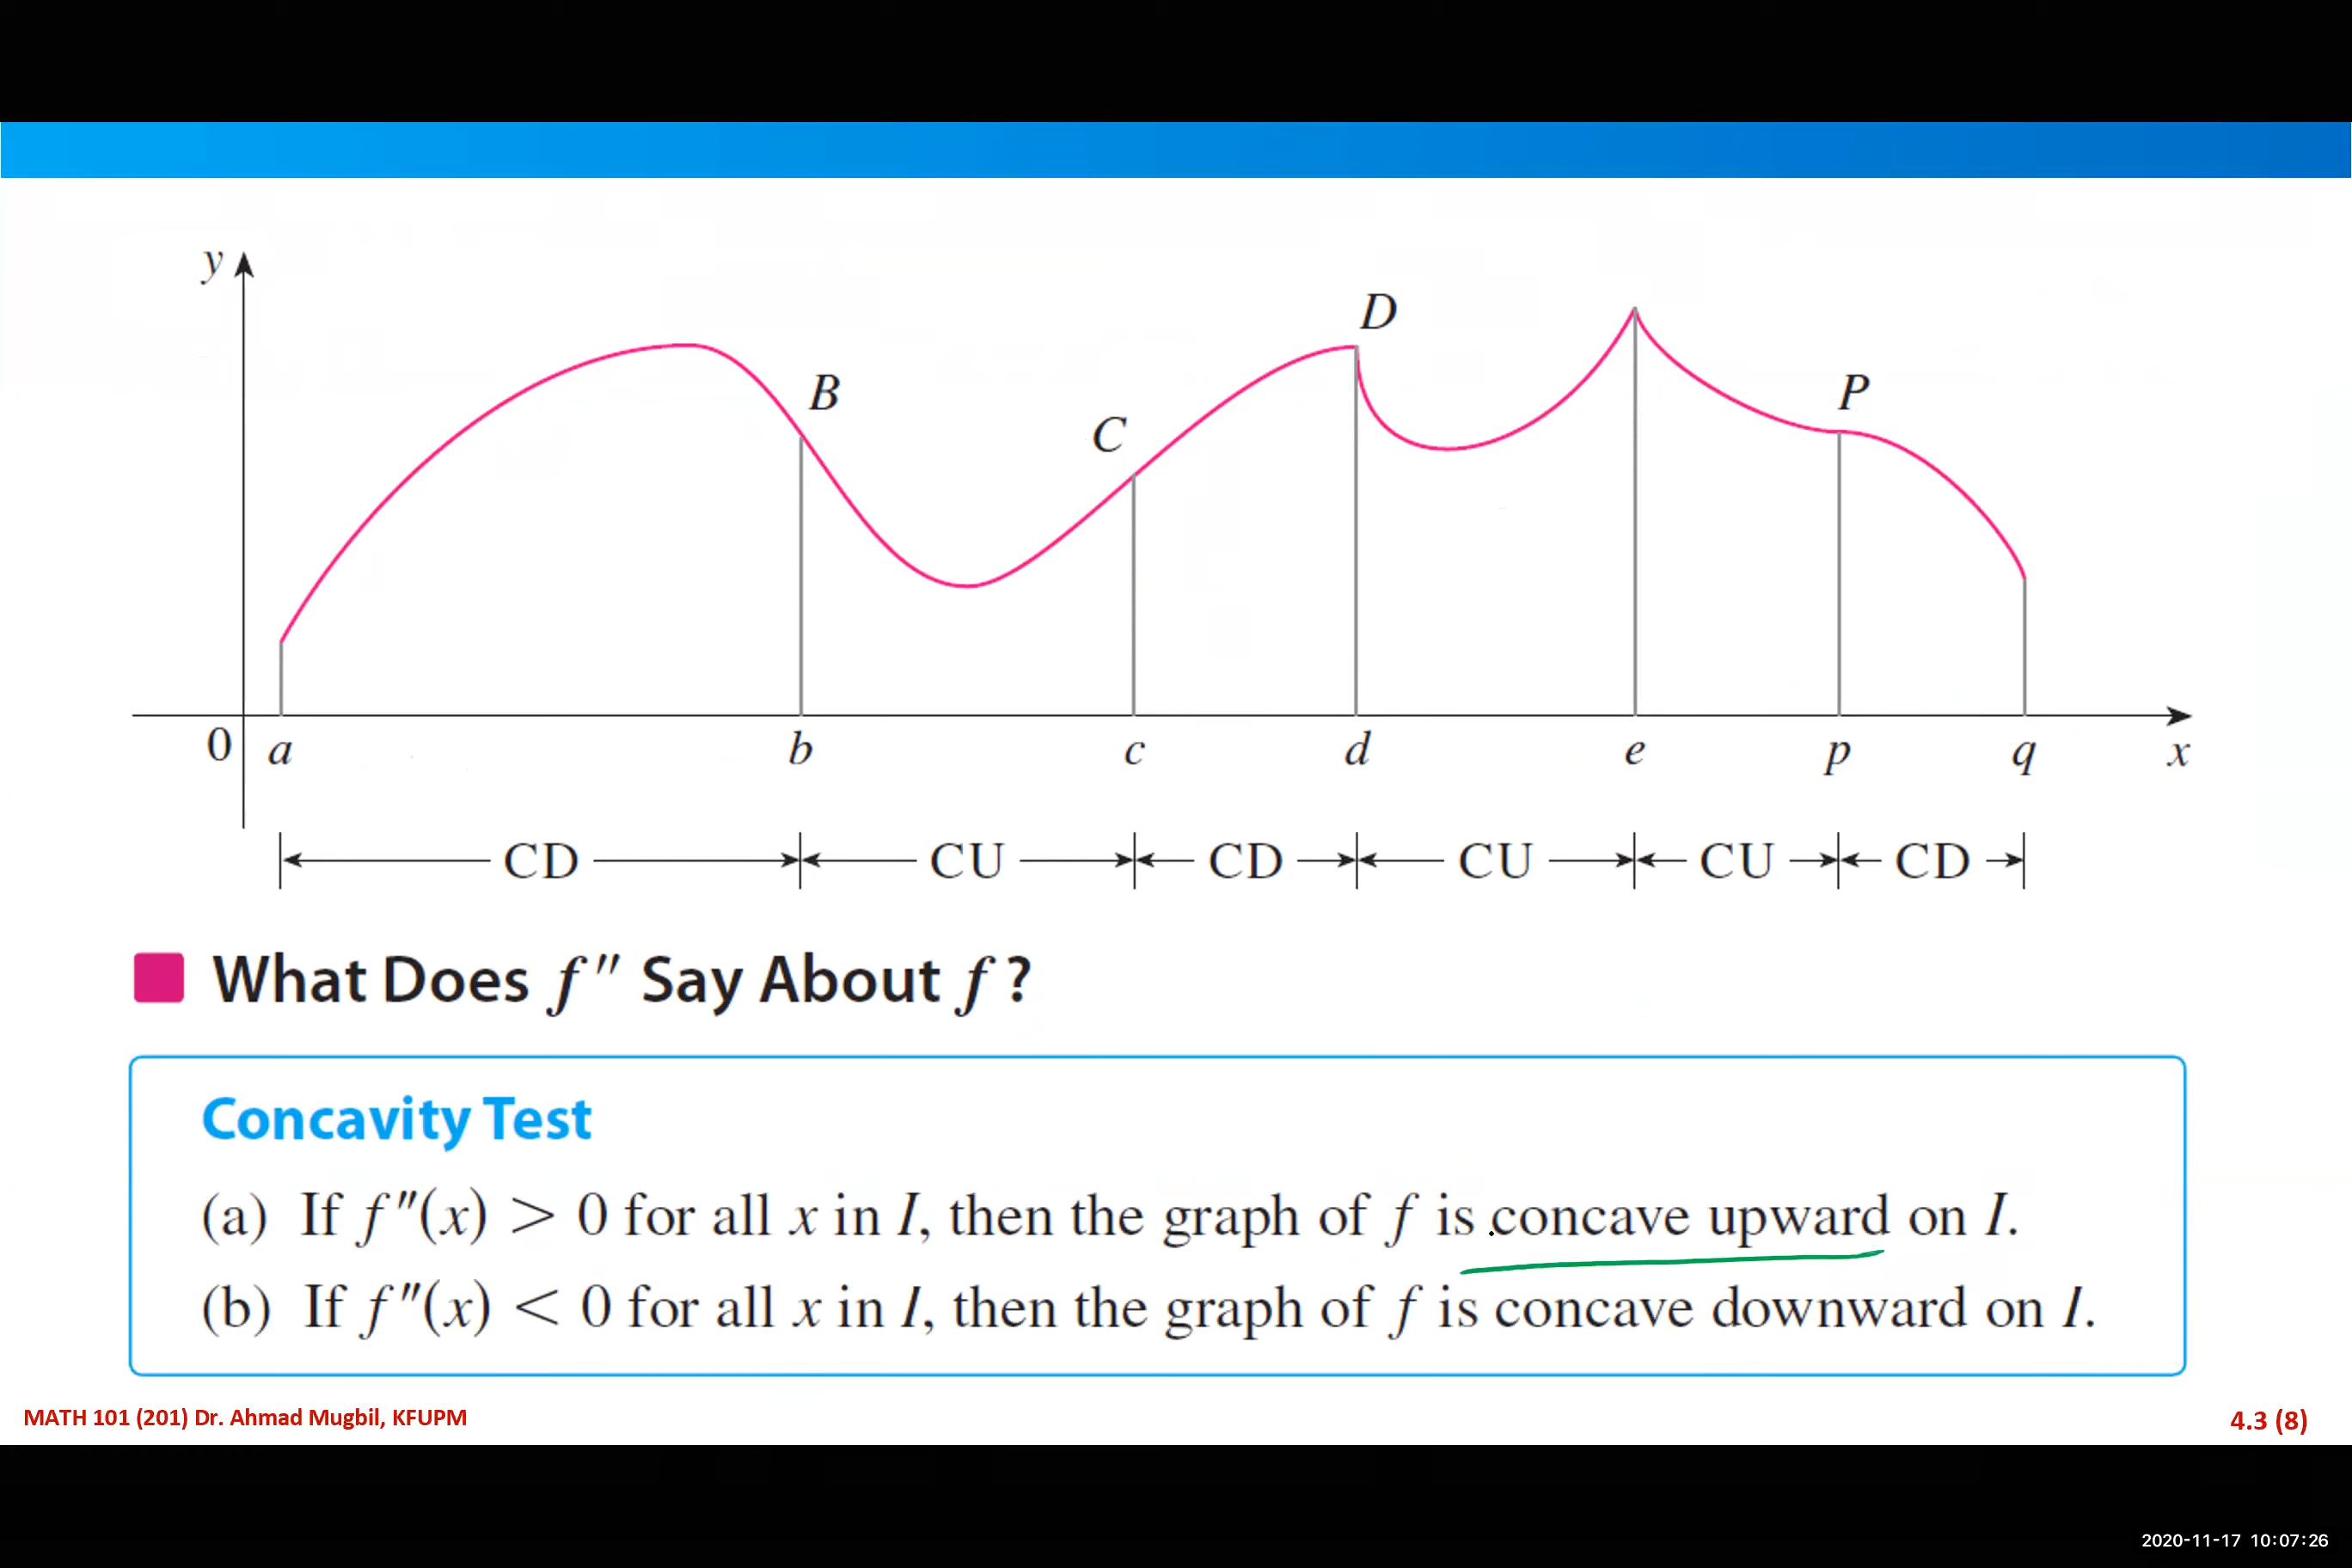 y
D
B
P
C
0 a b c d e p q x
CD CU CD CU CU CD
What Does f″ Say About f?
Concavity Test
(a) If f″(x) > 0 for all x in I, then the graph of f is concave upward on I.
(b) If f″(x) < 0 for all x in I, then the graph of f is concave downward on I.
MATH 101 (201) Dr. Ahmad Mugbil, KFUPM 4.3 (8)
2020-11-17 10:07:26